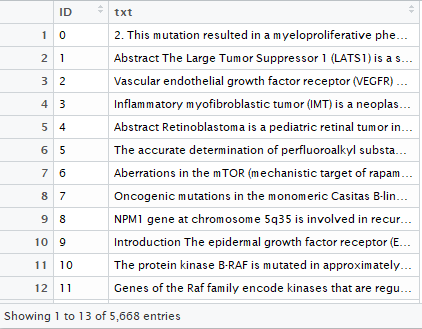 ID txt
1 0 2. This mutation resulted in a myeloproliferative phe...
2 1 Abstract The Large Tumor Suppressor 1 (LATS1) is a s...
3 2 Vascular endothelial growth factor receptor (VEGFR) ...
4 3 Inflammatory myofibroblastic tumor (IMT) is a neoplas...
5 4 Abstract Retinoblastoma is a pediatric retinal tumor in...
6 5 The accurate determination of perfluoroalkyl substa...
7 6 Aberrations in the mTOR (mechanistic target of rapam...
8 7 Oncogenic mutations in the monomeric Casitas B-lin...
9 8 NPM1 gene at chromosome 5q35 is involved in recur...
10 9 Introduction The epidermal growth factor receptor (E...
11 10 The protein kinase B-RAF is mutated in approximately...
12 11 Genes of the Raf family encode kinases that are regu...
Showing 1 to 13 of 5,668 entries